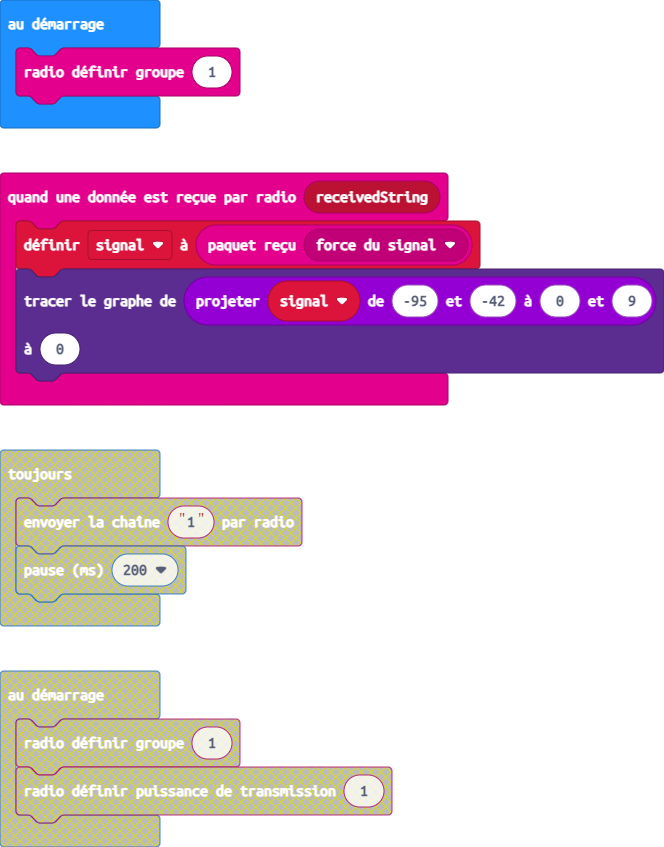 au démarrage
radio définir groupe 1
quand une donnée est reçue par radio receivedString
définir signal à paquet reçu force du signal
tracer le graphe de projeter signal de -95 et -42 à 0 et 9
à 0
toujours
envoyer la chaîne "1" par radio
pause (ms) 200
au démarrage
radio définir groupe 1
radio définir puissance de transmission 1